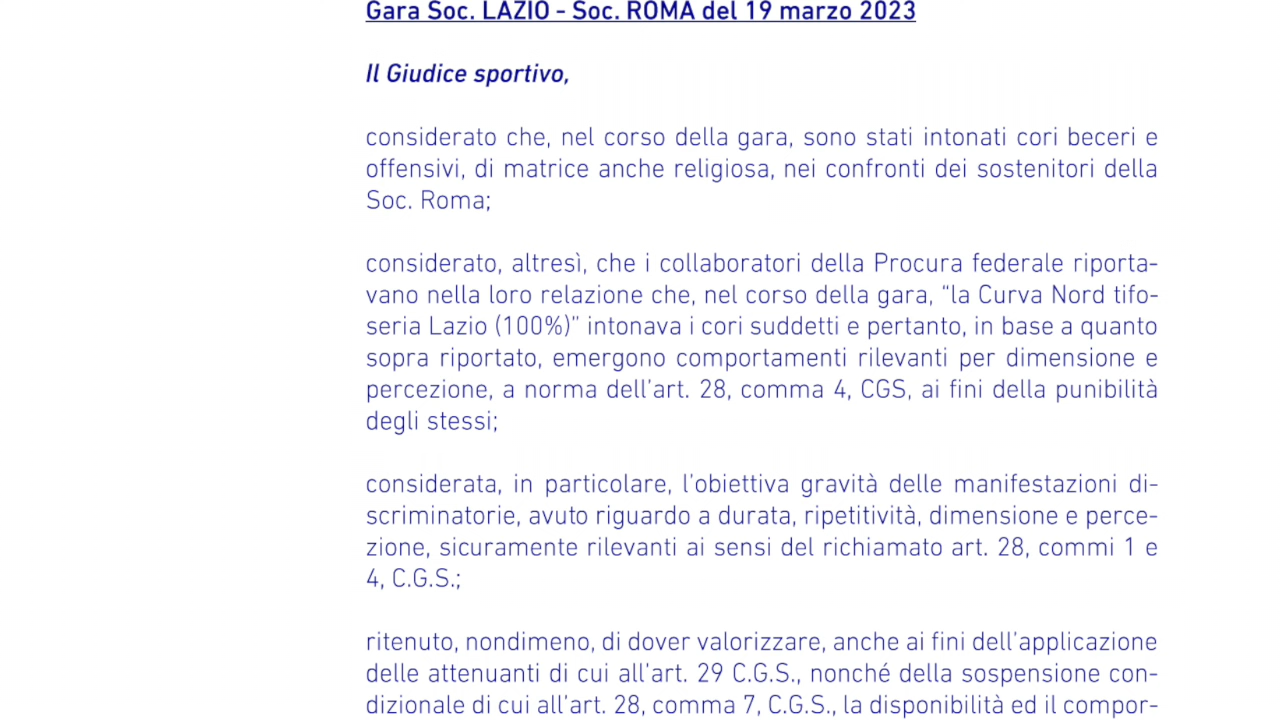 Gara Soc. LAZIO - Soc. ROMA del 19 marzo 2023
Il Giudice sportivo,
considerato che, nel corso della gara, sono stati intonati cori beceri e
offensivi, di matrice anche religiosa, nei confronti dei sostenitori della
Soc. Roma;
considerato, altresì, che i collaboratori della Procura federale riporta-
vano nella loro relazione che, nel corso della gara, “la Curva Nord tifo-
seria Lazio (100%)” intonava i cori suddetti e pertanto, in base a quanto
sopra riportato, emergono comportamenti rilevanti per dimensione e
percezione, a norma dell’art. 28, comma 4, CGS, ai fini della punibilità
degli stessi;
considerata, in particolare, l’obiettiva gravità delle manifestazioni di-
scriminatorie, avuto riguardo a durata, ripetitività, dimensione e perce-
zione, sicuramente rilevanti ai sensi del richiamato art. 28, commi 1 e
4, C.G.S.;
ritenuto, nondimeno, di dover valorizzare, anche ai fini dell’applicazione
delle attenuanti di cui all’art. 29 C.G.S., nonché della sospensione con-
dizionale di cui all’art. 28, comma 7, C.G.S., la disponibilità ed il compor-